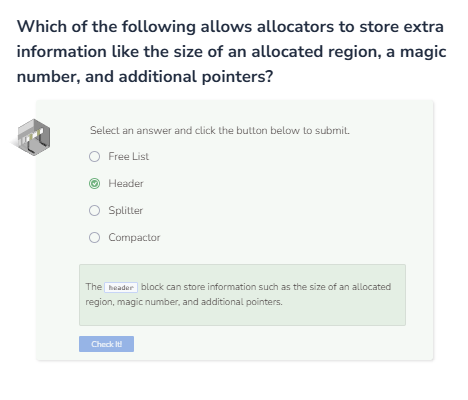 Which of the following allows allocators to store extra
information like the size of an allocated region, a magic
number, and additional pointers?
Select an answer and click the button below to submit.
Free List
Header
Splitter
Compactor
The header block can store information such as the size of an allocated
region, magic number, and additional pointers.
Check It!